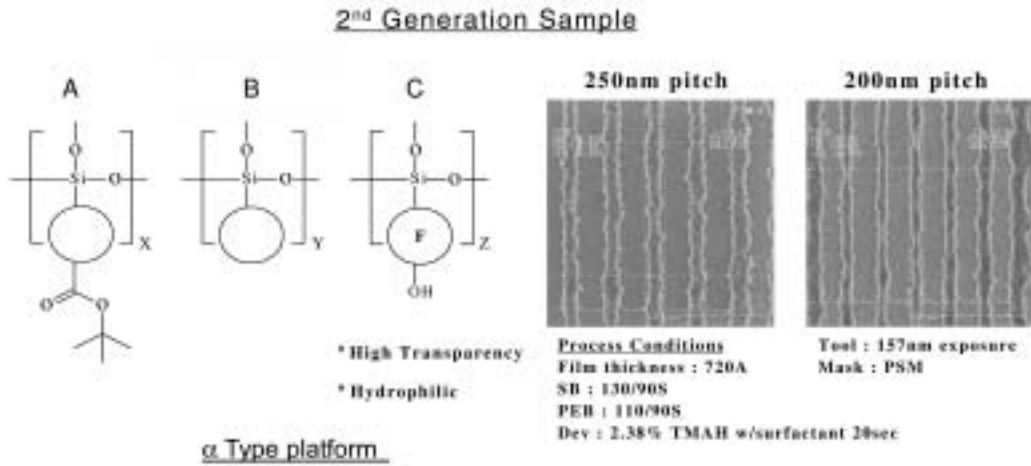 2nd Generation Sample
A B C
250nm pitch 200nm pitch
O O O
Si O Si O Si O
X Y F Z
O O OH
* High Transparency
* Hydrophilic
Process Conditions
Film thickness : 720A
SB : 130/90S
PEB : 110/90S
Dev : 2.38% TMAH w/surfactant 20sec
Tool : 157nm exposure
Mask : PSM
α Type platform